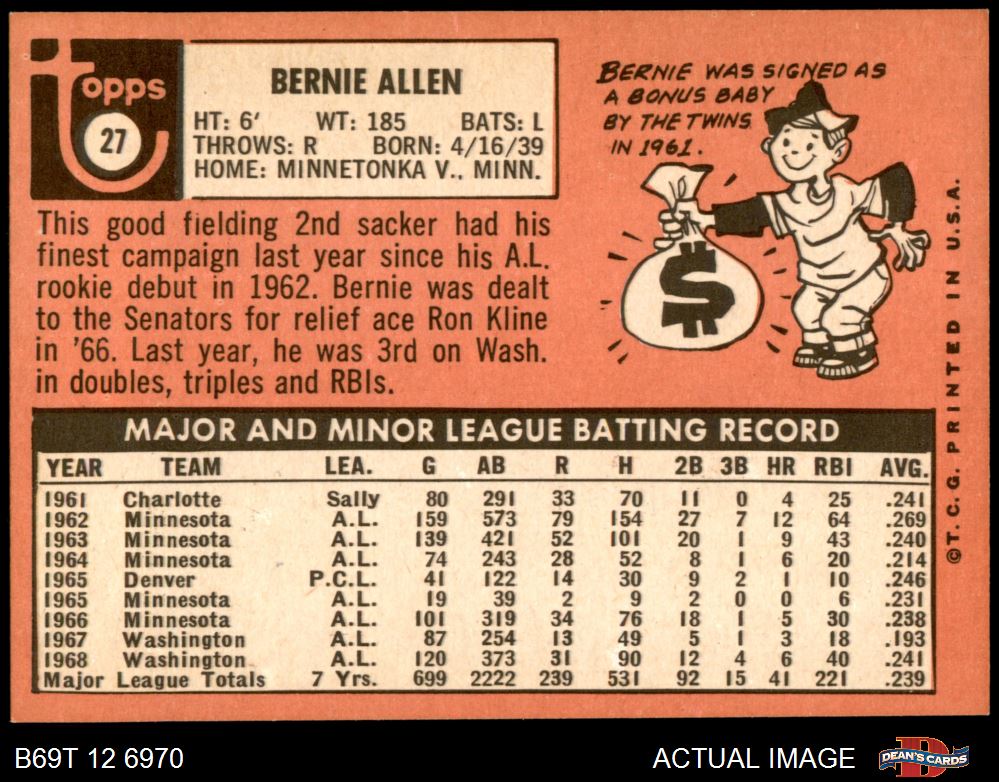 Topps
27
BERNIE ALLEN
HT: 6' WT: 185 BATS: L
THROWS: R BORN: 4/16/39
HOME: MINNETONKA V., MINN.
BERNIE WAS SIGNED AS
A BONUS BABY
BY THE TWINS
IN 1961.
$
This good fielding 2nd sacker had his
finest campaign last year since his A.L.
rookie debut in 1962. Bernie was dealt
to the Senators for relief ace Ron Kline
in '66. Last year, he was 3rd on Wash.
in doubles, triples and RBIs.
MAJOR AND MINOR LEAGUE BATTING RECORD
YEAR TEAM LEA. G AB R H 2B 3B HR RBI AVG.
1961 Charlotte Sally 80 291 33 70 11 0 4 25 .241
1962 Minnesota A.L. 159 573 79 154 27 7 12 64 .269
1963 Minnesota A.L. 139 421 52 101 20 1 9 43 .240
1964 Minnesota A.L. 74 243 28 52 8 1 6 20 .214
1965 Denver P.C.L. 41 122 14 30 9 2 1 10 .246
1965 Minnesota A.L. 19 39 2 9 2 0 0 6 .231
1966 Minnesota A.L. 101 319 34 76 18 1 5 30 .238
1967 Washington A.L. 87 254 13 49 5 1 3 18 .193
1968 Washington A.L. 120 373 31 90 12 4 6 40 .241
Major League Totals 7 Yrs. 699 2222 239 531 92 15 41 221 .239
©T.C.G. PRINTED IN U.S.A.
B69T 12 6970
ACTUAL IMAGE
DEAN'S CARDS